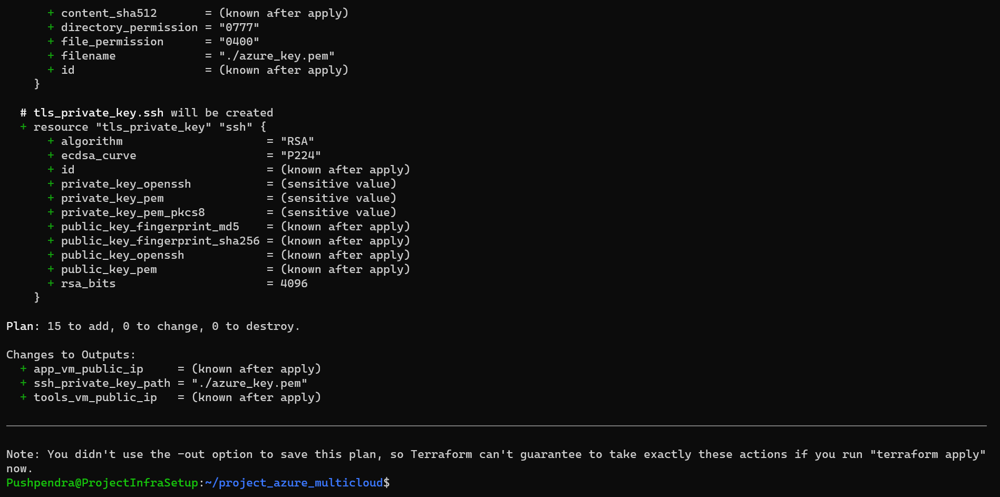 + content_sha512       = (known after apply)
+ directory_permission = "0777"
+ file_permission      = "0400"
+ filename             = "./azure_key.pem"
+ id                   = (known after apply)
}
# tls_private_key.ssh will be created
+ resource "tls_private_key" "ssh" {
+ algorithm                     = "RSA"
+ ecdsa_curve                   = "P224"
+ id                            = (known after apply)
+ private_key_openssh           = (sensitive value)
+ private_key_pem               = (sensitive value)
+ private_key_pem_pkcs8         = (sensitive value)
+ public_key_fingerprint_md5    = (known after apply)
+ public_key_fingerprint_sha256 = (known after apply)
+ public_key_openssh            = (known after apply)
+ public_key_pem                = (known after apply)
+ rsa_bits                      = 4096
}
Plan: 15 to add, 0 to change, 0 to destroy.
Changes to Outputs:
+ app_vm_public_ip     = (known after apply)
+ ssh_private_key_path = "./azure_key.pem"
+ tools_vm_public_ip   = (known after apply)
Note: You didn't use the -out option to save this plan, so Terraform can't guarantee to take exactly these actions if you run "terraform apply"
now.
Pushpendra@ProjectInfraSetup:~/project_azure_multicloud$